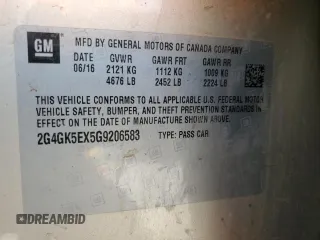 GM
MFD BY GENERAL MOTORS OF CANADA COMPANY
DATE GVWR GAWR FRT GAWR RR
06/16 2121 KG 1112 KG 1009 KG
4676 LB 2452 LB 2224 LB
THIS VEHICLE CONFORMS TO ALL APPLICABLE U.S. FEDERAL MOTOR
VEHICLE SAFETY, BUMPER, AND THEFT PREVENTION STANDARDS IN
EFFECT ON THE DATE OF MANUFACTURE SHOWN ABOVE.
2G4GK5EX5G9206583 TYPE: PASS CAR
AUTOBIDMASTER